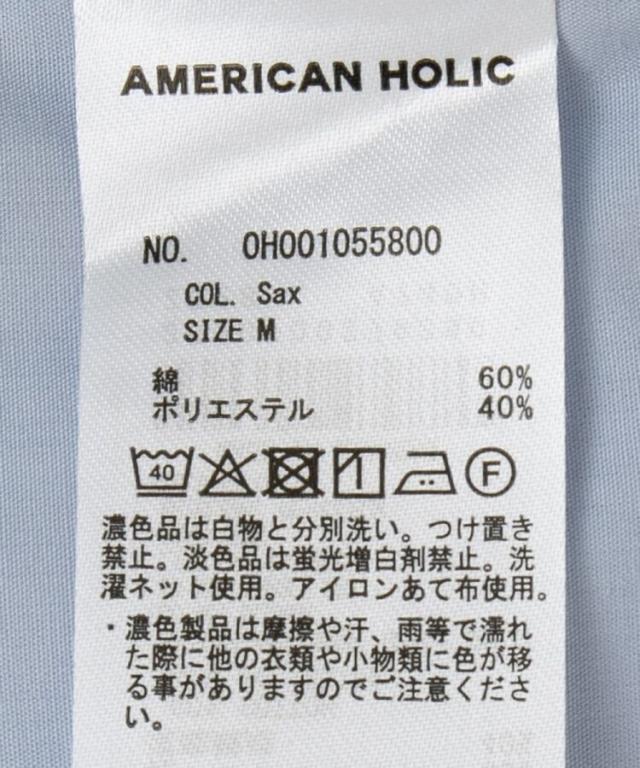 AMERICAN HOLIC
NO. OH001055800
COL. Sax
SIZE M
綿 60%
ポリエステル 40%
40 F
濃色品は白物と分別洗い。つけ置き
禁止。淡色品は蛍光増白剤禁止。洗
濯ネット使用。アイロンあて布使用。
・濃色製品は摩擦や汗、雨等で濡れ
た際に他の衣類や小物類に色が移
る事がありますのでご注意くださ
い。